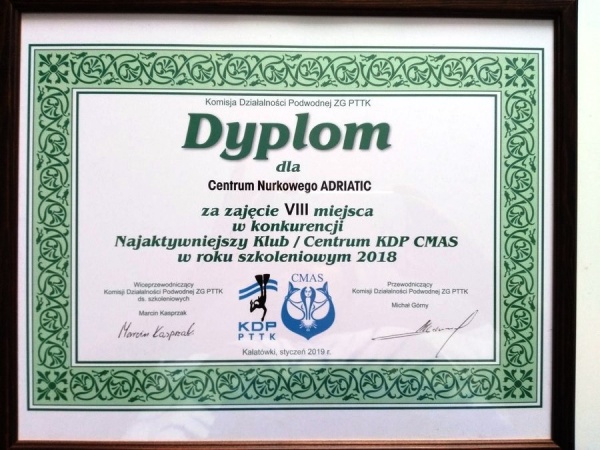 Komisja Działalności Podwodnej ZG PTTK
Dyplom
dla
Centrum Nurkowego ADRIATIC
za zajęcie VIII miejsca
w konkurencji
Najaktywniejszy Klub / Centrum KDP CMAS
w roku szkoleniowym 2018
Wiceprzewodniczący
Komisji Działalności Podwodnej ZG PTTK
ds. szkoleniowych
Marcin Kasprzak
Marcin Kasprzak
KDP
PTTK
CMAS
Przewodniczący
Komisji Działalności Podwodnej ZG PTTK
Michał Górny
Kalatówki, styczeń 2019 r.